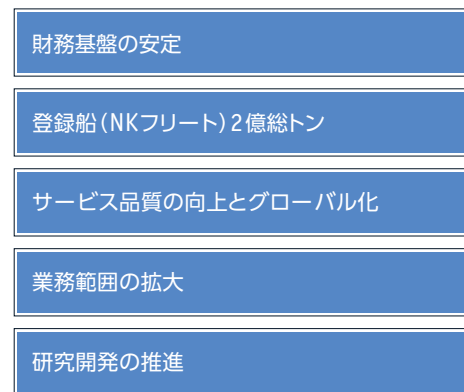 財務基盤の安定
登録船(NKフリート)2億総トン
サービス品質の向上とグローバル化
業務範囲の拡大
研究開発の推進